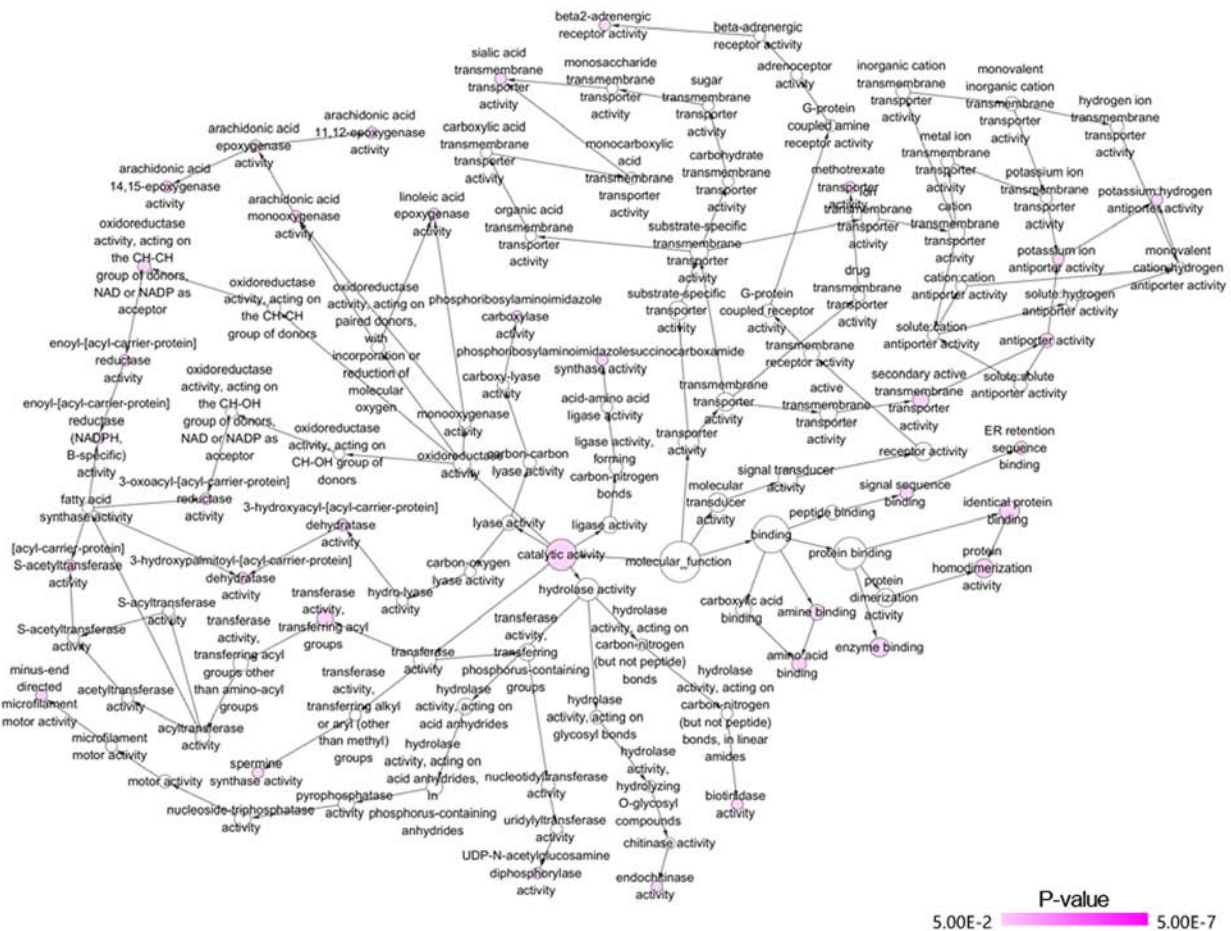 beta2-adrenergic
receptor activity
beta-adrenergic
receptor activity
sialic acid
transmembrane
transporter
activity
monosaccharide
transmembrane
transporter
activity
sugar
transmembrane
transporter
activity
adrenoceptor
activity
inorganic cation
transmembrane
transporter
activity
monovalent
inorganic cation
transmembrane
transporter
activity
hydrogen ion
transmembrane
transporter
activity
arachidonic acid
11,12-epoxygenase
activity
arachidonic acid
epoxygenase
activity
carboxylic acid
transmembrane
transporter
activity
monocarboxylic
acid
transmembrane
transporter
activity
carbohydrate
transmembrane
transporter
activity
G-protein
coupled amine
receptor activity
metal ion
transmembrane
transporter
activity
arachidonic acid
14,15-epoxygenase
activity
arachidonic acid
monooxygenase
activity
linoleic acid
epoxygenase
activity
organic acid
transmembrane
transporter
activity
substrate-specific
transmembrane
transporter
activity
methotrexate
transporter
activity
ion
transmembrane
transporter
activity
cation
transmembrane
transporter
activity
potassium ion
transmembrane
transporter
activity
potassium:hydrogen
antiporter activity
oxidoreductase
activity, acting on
the CH-CH
group of donors,
NAD or NADP as
acceptor
oxidoreductase
activity, acting on
the CH-CH
group of donors
oxidoreductase
activity, acting on
paired donors,
with
incorporation or
reduction of
molecular
oxygen
phosphoribosylaminoimidazole
carboxylase
activity
substrate-specific
transporter
activity
G-protein
coupled receptor
activity
drug
transmembrane
transporter
activity
cation:cation
antiporter activity
potassium ion
antiporter activity
monovalent
cation:hydrogen
antiporter activity
solute:hydrogen
antiporter activity
enoyl-[acyl-carrier-protein]
reductase
activity
phosphoribosylaminoimidazolesuccinocarboxamide
synthase activity
transmembrane
receptor activity
solute:cation
antiporter activity
antiporter activity
oxidoreductase
activity, acting on
the CH-OH
group of donors,
NAD or NADP as
acceptor
carboxy-lyase
activity
acid-amino acid
ligase activity
transmembrane
transporter
activity
active
transmembrane
transporter
activity
secondary active
transmembrane
transporter
activity
solute:solute
antiporter activity
enoyl-[acyl-carrier-protein]
reductase
(NADPH,
B-specific)
activity
oxidoreductase
activity, acting on
CH-OH group of
donors
monooxygenase
activity
oxidoreductase
activity
carbon-carbon
lyase activity
ligase activity,
forming
carbon-nitrogen
bonds
transporter
activity
receptor activity
ER retention
sequence
binding
3-oxoacyl-[acyl-carrier-protein]
reductase
activity
fatty acid
synthase activity
3-hydroxyacyl-[acyl-carrier-protein]
dehydratase
activity
lyase activity
ligase activity
molecular
transducer
activity
signal transducer
activity
signal sequence
binding
peptide binding
identical protein
binding
[acyl-carrier-protein]
S-acetyltransferase
activity
3-hydroxypalmitoyl-[acyl-carrier-protein]
dehydratase
activity
carbon-oxygen
lyase activity
catalytic activity
molecular_function
binding
protein binding
protein
homodimerization
activity
hydro-lyase
activity
hydrolase activity
protein
dimerization
activity
S-acyltransferase
activity
transferase
activity,
transferring acyl
groups
carboxylic acid
binding
amine binding
enzyme binding
S-acetyltransferase
activity
transferase
activity,
transferring acyl
groups other
than amino-acyl
groups
transferase
activity
transferase
activity,
transferring
phosphorus-containing
groups
hydrolase
activity, acting on
carbon-nitrogen
(but not peptide)
bonds
amino acid
binding
minus-end
directed
microfilament
motor activity
acetyltransferase
activity
transferase
activity,
transferring alkyl
or aryl (other
than methyl)
groups
hydrolase
activity, acting on
acid anhydrides
hydrolase
activity, acting on
glycosyl bonds
hydrolase
activity, acting on
carbon-nitrogen
(but not peptide)
bonds, in linear
amides
acyltransferase
activity
microfilament
motor activity
spermine
synthase activity
hydrolase
activity, acting on
acid anhydrides,
in
phosphorus-containing
anhydrides
hydrolase
activity,
hydrolyzing
O-glycosyl
compounds
motor activity
nucleoside-triphosphatase
activity
pyrophosphatase
activity
nucleotidyltransferase
activity
biotinidase
activity
uridylyltransferase
activity
chitinase activity
UDP-N-acetylglucosamine
diphosphorylase
activity
endochitinase
activity
P-value
5.00E-2 5.00E-7